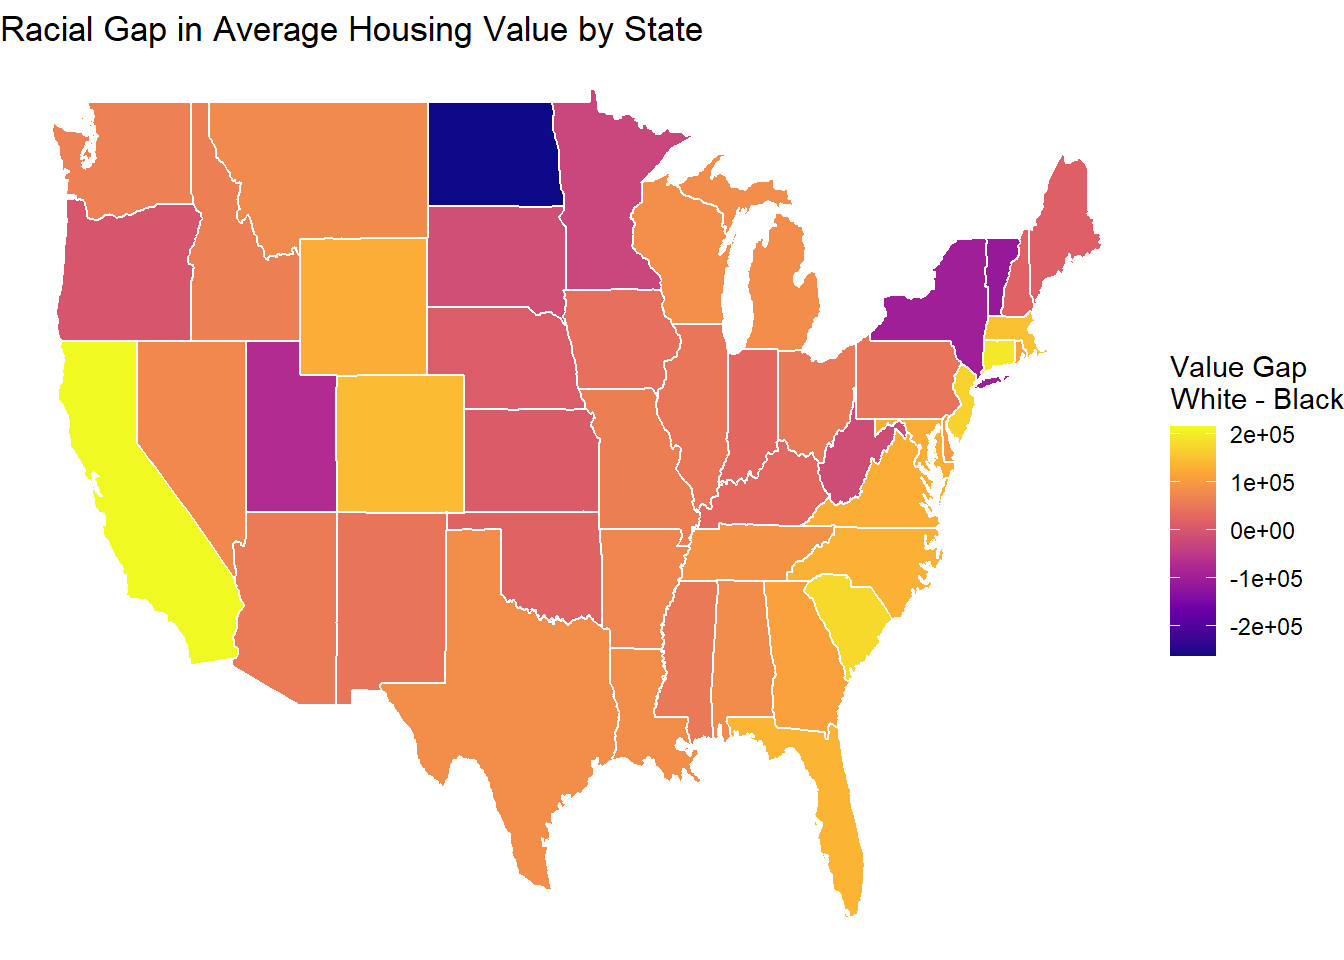 Racial Gap in Average Housing Value by State
Value Gap
White - Black
2e+05
1e+05
0e+00
-1e+05
-2e+05